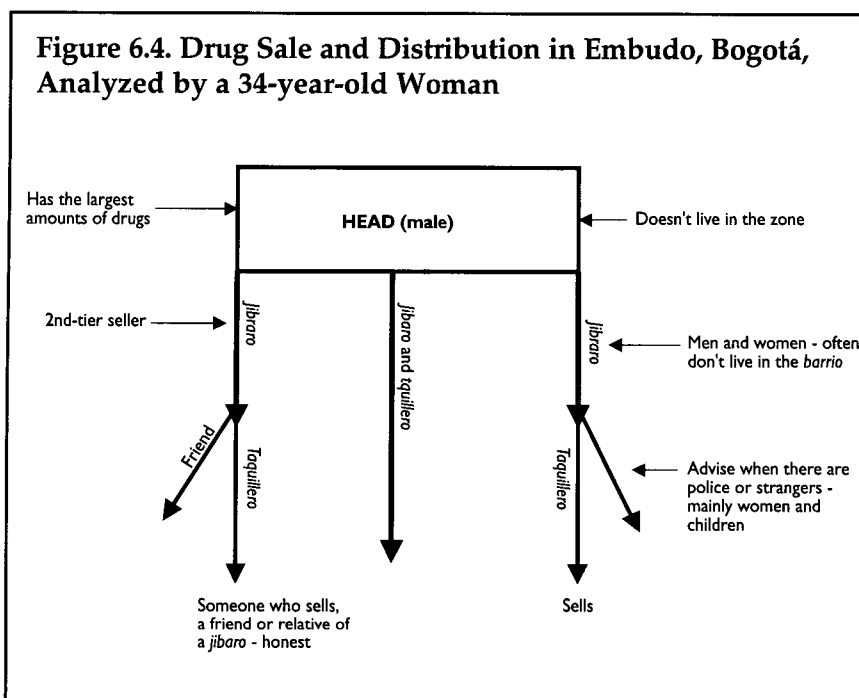 Figure 6.4. Drug Sale and Distribution in Embudo, Bogotá,
Analyzed by a 34-year-old Woman
Has the largest
amounts of drugs
HEAD (male)
Doesn't live in the zone
2nd-tier seller
Jibraro
Jibaro and tquillero
Jibraro
Men and women - often
don't live in the barrio
Friend
Taquillero
Taquillero
Advise when there are
police or strangers -
mainly women and
children
Someone who sells,
a friend or relative of
a jibaro - honest
Sells